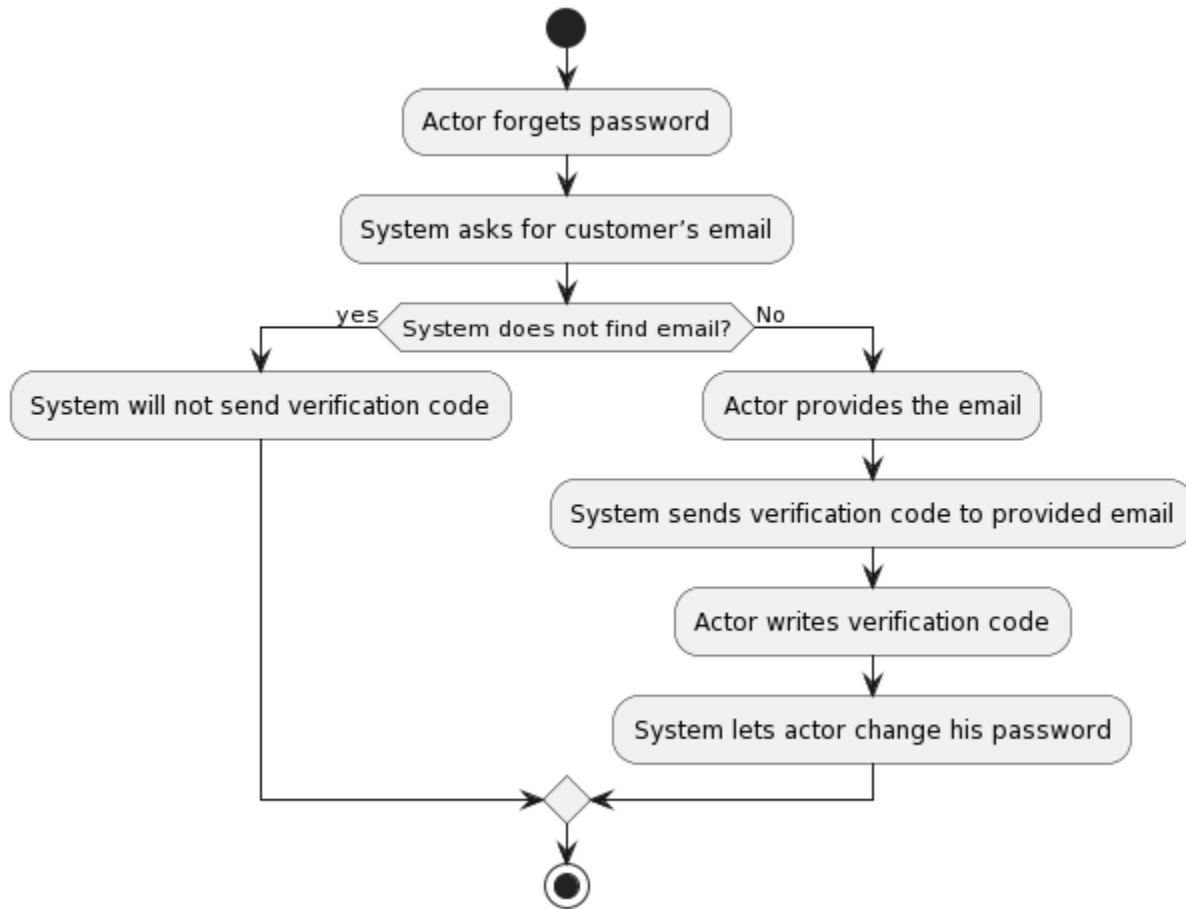 Actor forgets password
System asks for customer’s email
yes
System does not find email?
No
System will not send verification code
Actor provides the email
System sends verification code to provided email
Actor writes verification code
System lets actor change his password